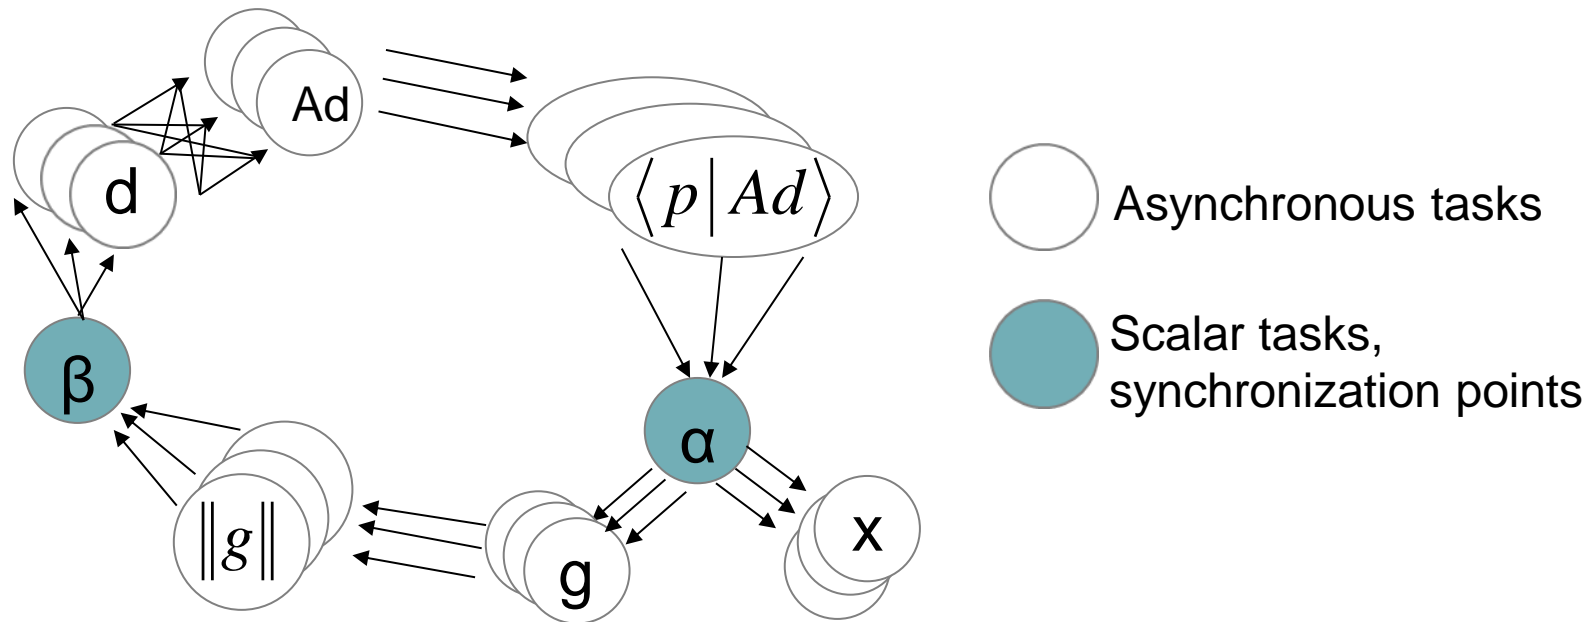 Ad
d
⟨p|Ad⟩
Asynchronous tasks
β
α
Scalar tasks,
synchronization points
‖g‖
g
x